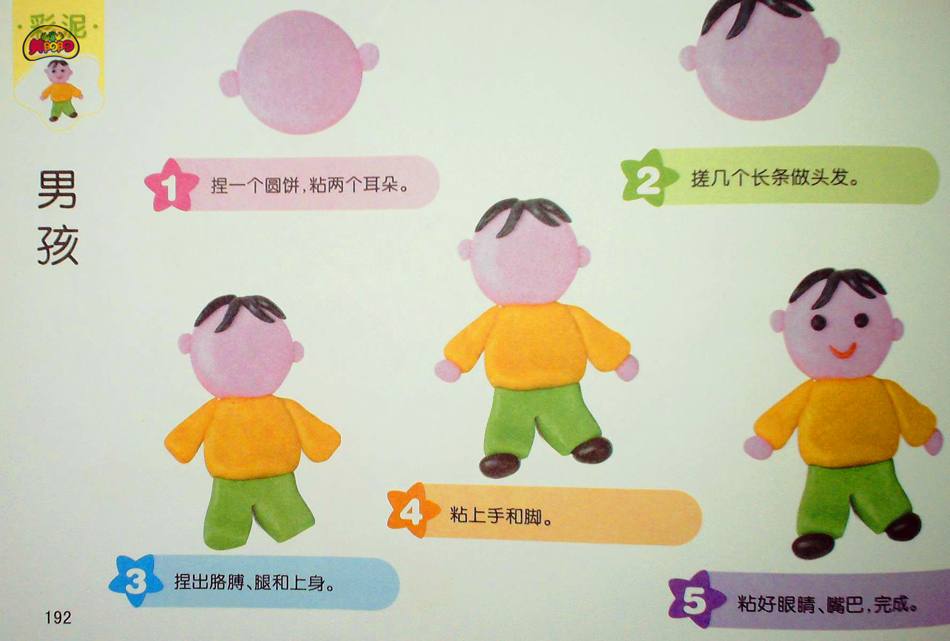 彩泥
男孩
1 捏一个圆饼,粘两个耳朵。
2 搓几个长条做头发。
3 捏出胳膊、腿和上身。
4 粘上手和脚。
5 粘好眼睛、嘴巴,完成。
192